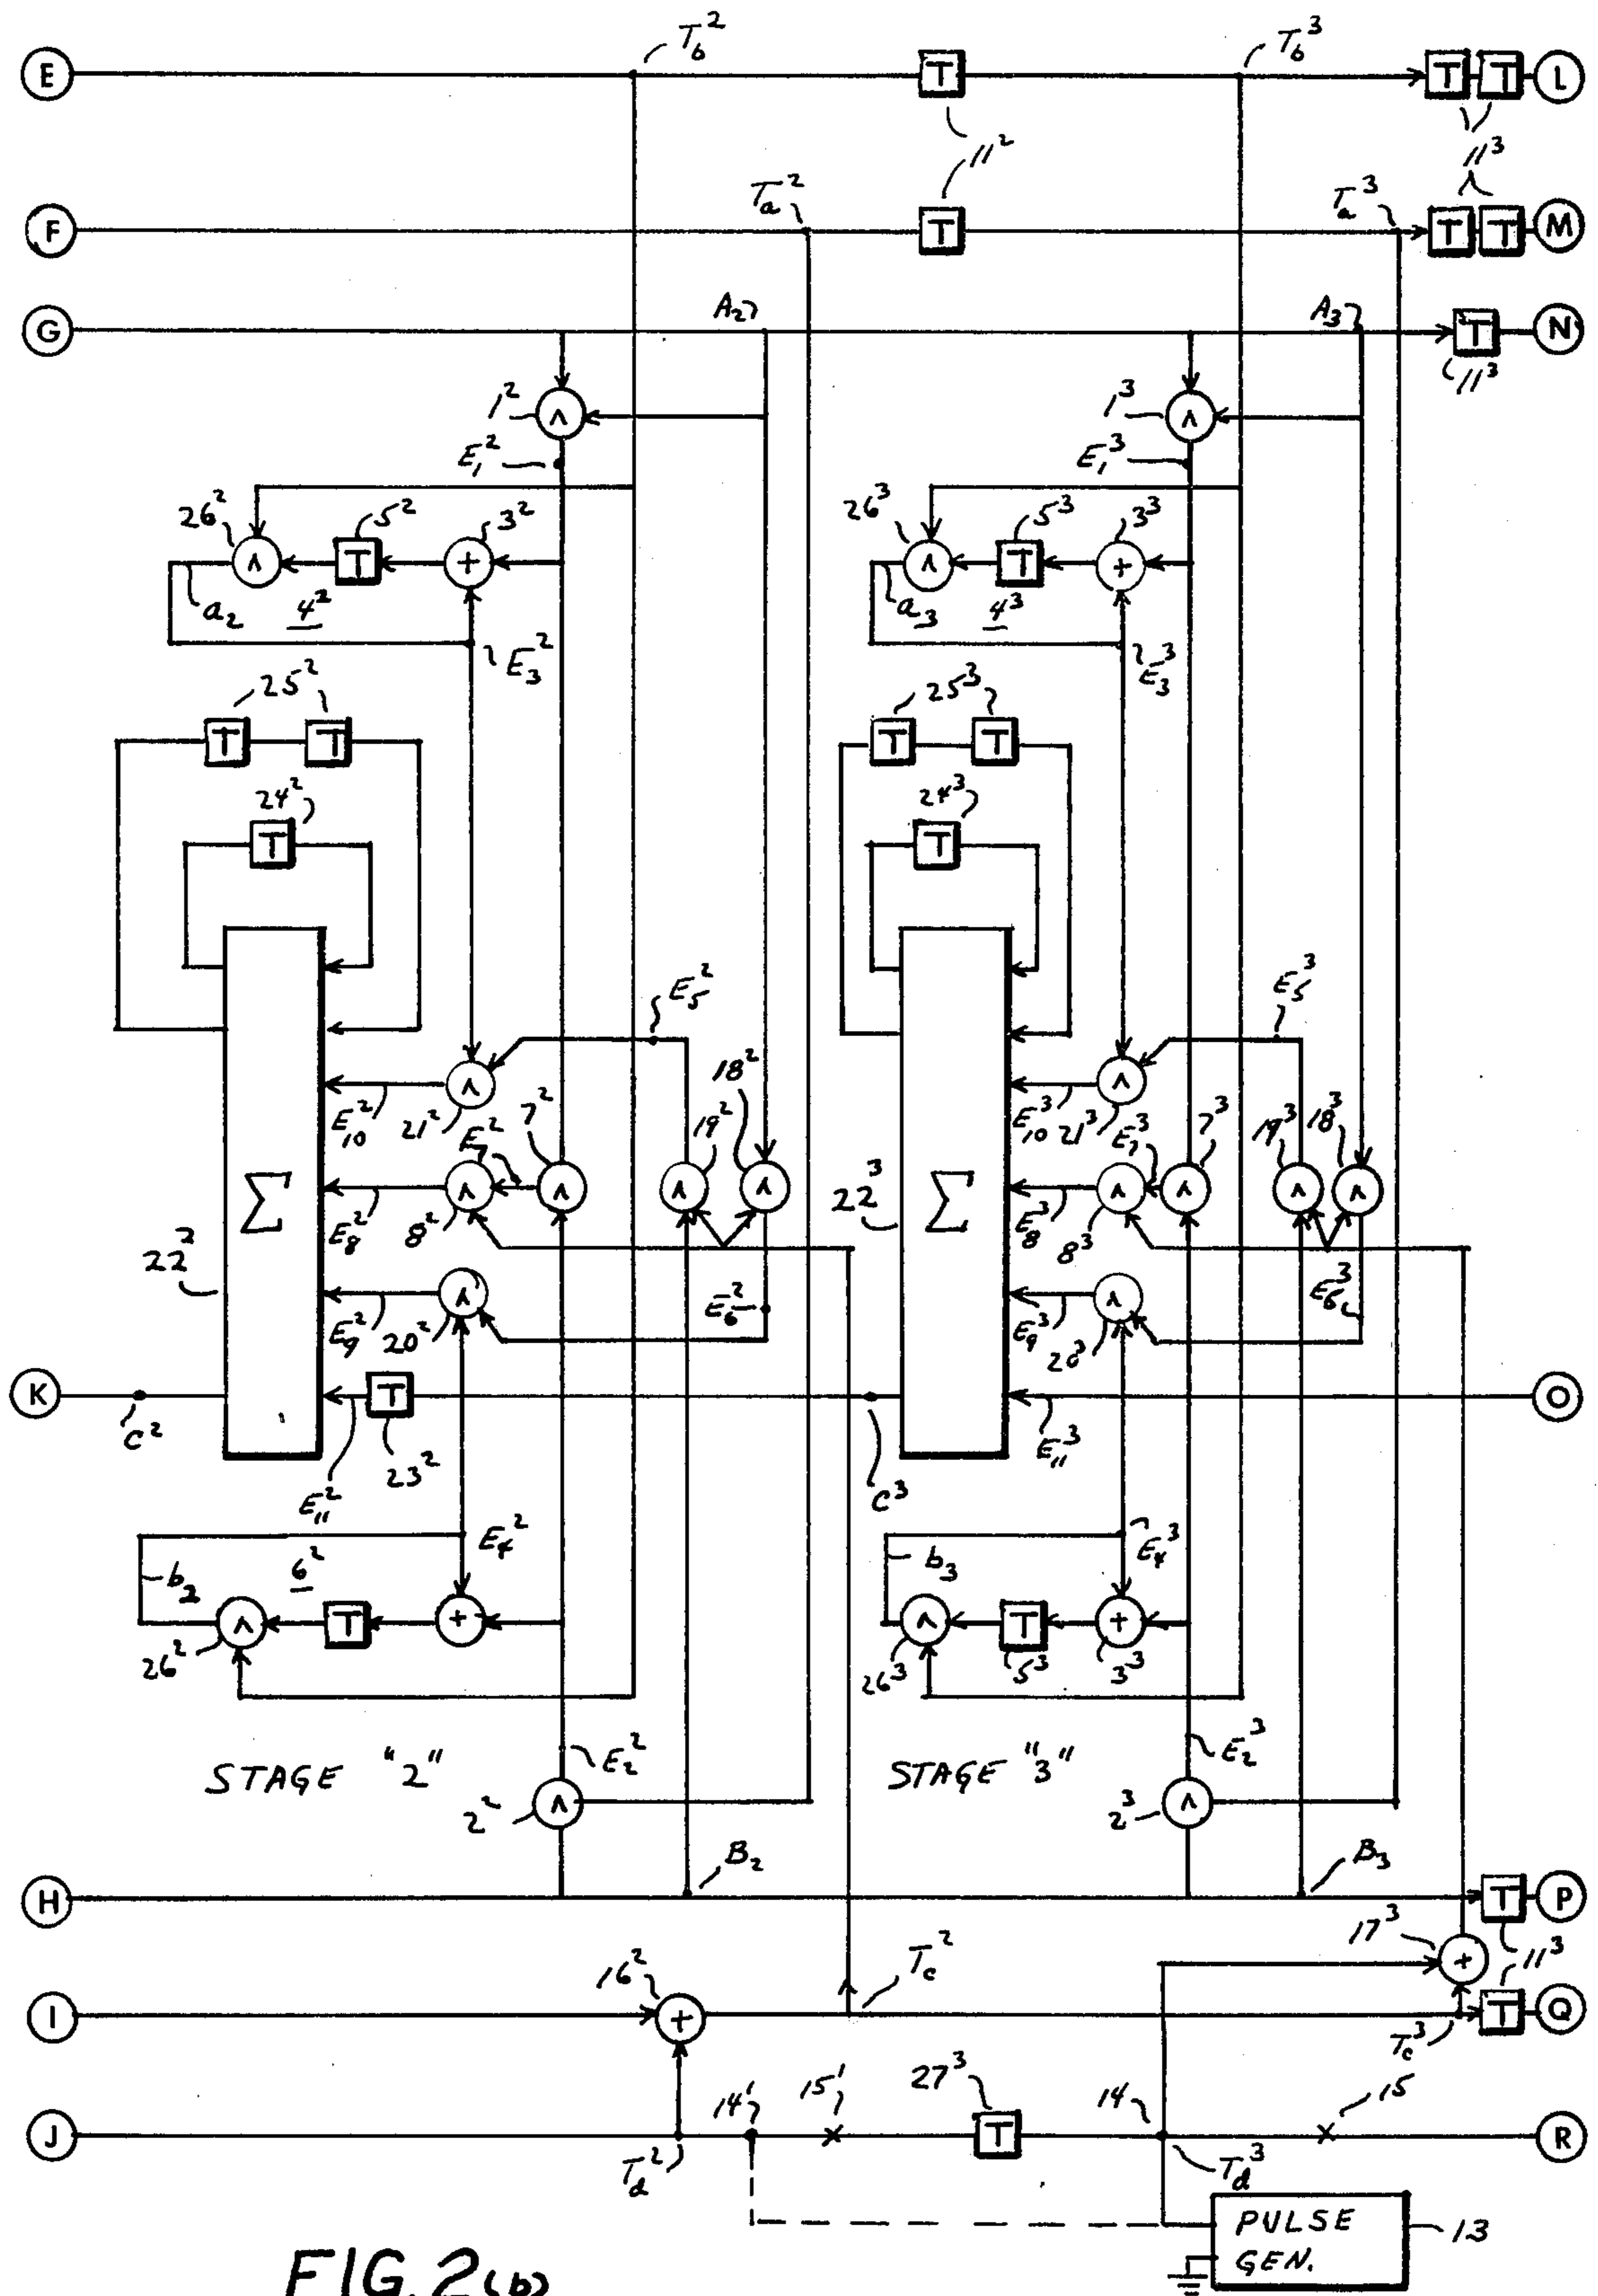 T_b^2 T_b^3
E T T T L
11^2 11^3
T_a^2 T_a^3
F T T T M
A_2 A_3
G T N
11^3
1^2 ∧ 1^3 ∧
E_1^2 E_1^3
26^2 5^2 3^2 26^3 5^3 3^3
∧ T + ∧ T +
a_2 4^2 a_3 4^3
E_3^2 E_3^3
25^2 25^3
T T T T
24^2 24^3
T T
E_5^2 E_5^3
18^2
∧ ∧
E_10^2 21^2 E_7^2 7^2 19^2 E_10^3 21^3 E_7^3 7^3 19^3 18^3
Σ ∧ ∧ ∧ ∧ Σ ∧ ∧ ∧ ∧
22^3
E_8^2 8^2 E_8^3 8^3
22^2
∧ ∧
E_6^2 E_6^3
E_9^2 20^2 E_9^3 20^3
K T O
C^2 23^2 E_11^3
E_11^2 C^3
E_4^2 E_4^3
b_2 6^2 b_3
∧ T + ∧ T +
26^2 26^3 5^3 3^3
E_2^2 E_2^3
STAGE "2" STAGE "3"
2^2 ∧ 2^3 ∧
B_2 B_3
H T P
17^3 + 11^3
16^2 T_c^2 11^3
I + T Q
T_c^3
14' 15' 27^3 14 15
J T R
T_d^2 T_d^3
PULSE
GEN.
13
FIG. 2(b)